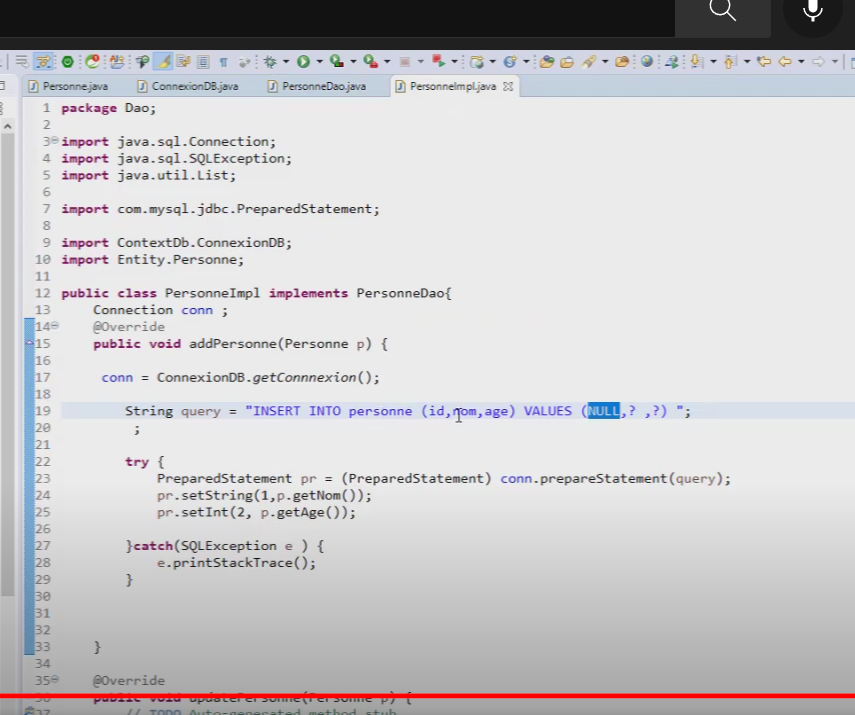 Personne.java ConnexionDB.java PersonneDao.java PersonneImpl.java
1 package Dao;
2
3 import java.sql.Connection;
4 import java.sql.SQLException;
5 import java.util.List;
6
7 import com.mysql.jdbc.PreparedStatement;
8
9 import ContextDb.ConnexionDB;
10 import Entity.Personne;
11
12 public class PersonneImpl implements PersonneDao{
13 Connection conn ;
14 @Override
15 public void addPersonne(Personne p) {
16
17 conn = ConnexionDB.getConnnexion();
18
19 String query = "INSERT INTO personne (id,nom,age) VALUES (NULL,? ,?) ";
20 ;
21
22 try {
23 PreparedStatement pr = (PreparedStatement) conn.prepareStatement(query);
24 pr.setString(1,p.getNom());
25 pr.setInt(2, p.getAge());
26
27 }catch(SQLException e ) {
28 e.printStackTrace();
29 }
30
31
32
33 }
34
35 @Override
36 public void updatePersonne(Personne p) {
37 // TODO Auto-generated method stub